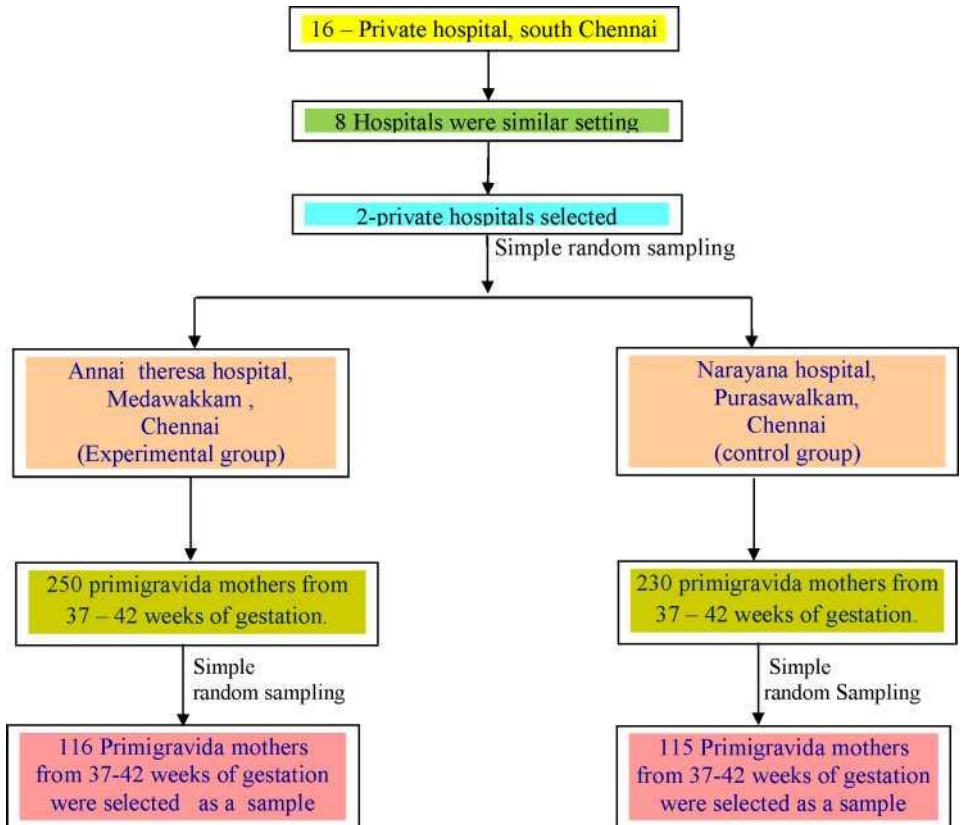 16 – Private hospital, south Chennai
8 Hospitals were similar setting
2-private hospitals selected
Simple random sampling
Annai theresa hospital,
Medawakkam ,
Chennai
(Experimental group)
Narayana hospital,
Purasawalkam,
Chennai
(control group)
250 primigravida mothers from
37 – 42 weeks of gestation.
230 primigravida mothers from
37 – 42 weeks of gestation.
Simple
random sampling
Simple
random Sampling
116 Primigravida mothers
from 37-42 weeks of gestation
were selected as a sample
115 Primigravida mothers
from 37-42 weeks of gestation
were selected as a sample